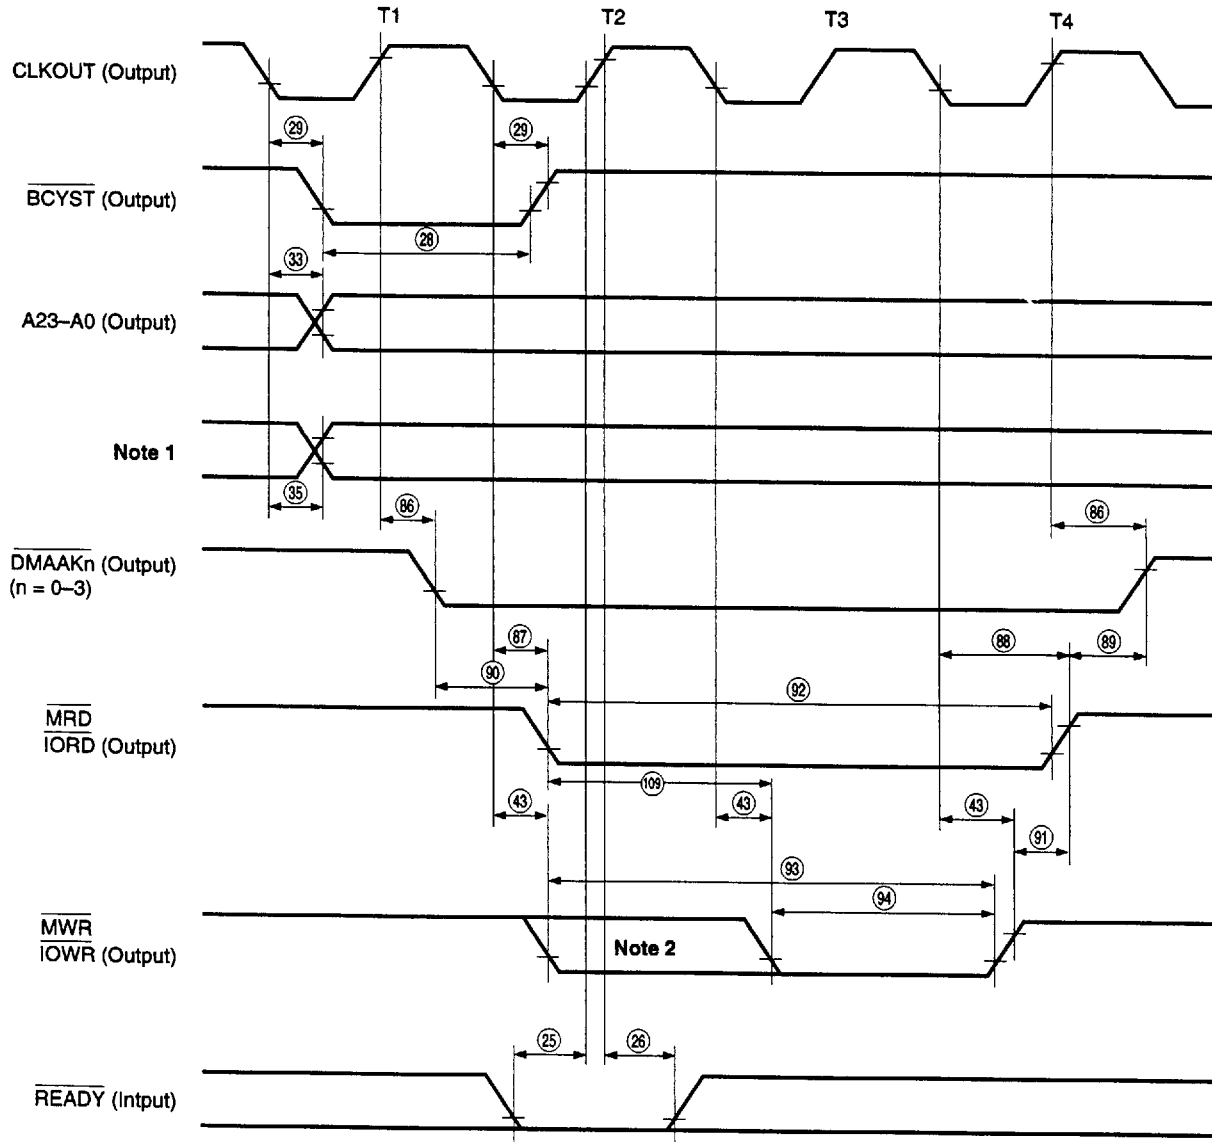 T1 T2 T3 T4
CLKOUT (Output)
29 29
BCYST (Output)
28
33
A23–A0 (Output)
Note 1
35
86 86
DMAAKn (Output)
(n = 0–3)
87 88 89
90
92
MRD
IORD (Output)
109
43 43 43
91
93
94
MWR
IOWR (Output)
Note 2
25 26
READY (Intput)